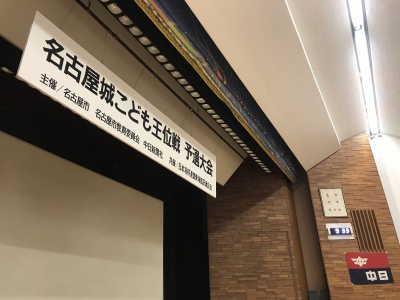 名古屋城こども王位戦 予選大会
主催/名古屋市 名古屋市教育委員会 中日新聞社
中日